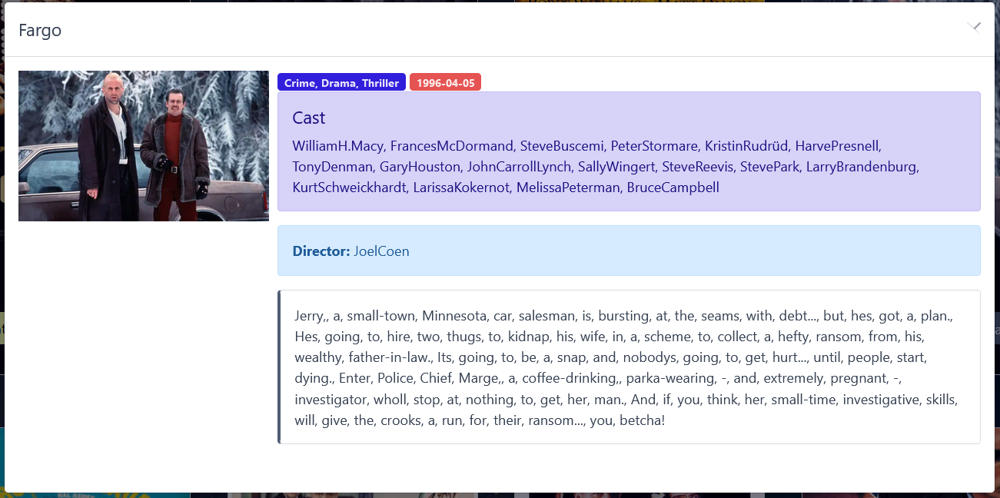 Fargo
Crime, Drama, Thriller 1996-04-05
Cast
WilliamH.Macy, FrancesMcDormand, SteveBuscemi, PeterStormare, KristinRudrüd, HarvePresnell,
TonyDenman, GaryHouston, JohnCarrollLynch, SallyWingert, SteveReevis, StevePark, LarryBrandenburg,
KurtSchweickhardt, LarissaKokernot, MelissaPeterman, BruceCampbell
Director: JoelCoen
Jerry,, a, small-town, Minnesota, car, salesman, is, bursting, at, the, seams, with, debt..., but, hes, got, a, plan.,
Hes, going, to, hire, two, thugs, to, kidnap, his, wife, in, a, scheme, to, collect, a, hefty, ransom, from, his,
wealthy, father-in-law., Its, going, to, be, a, snap, and, nobodys, going, to, get, hurt..., until, people, start,
dying., Enter, Police, Chief, Marge,, a, coffee-drinking,, parka-wearing, -, and, extremely, pregnant, -,
investigator, wholl, stop, at, nothing, to, get, her, man., And, if, you, think, her, small-time, investigative, skills,
will, give, the, crooks, a, run, for, their, ransom..., you, betcha!